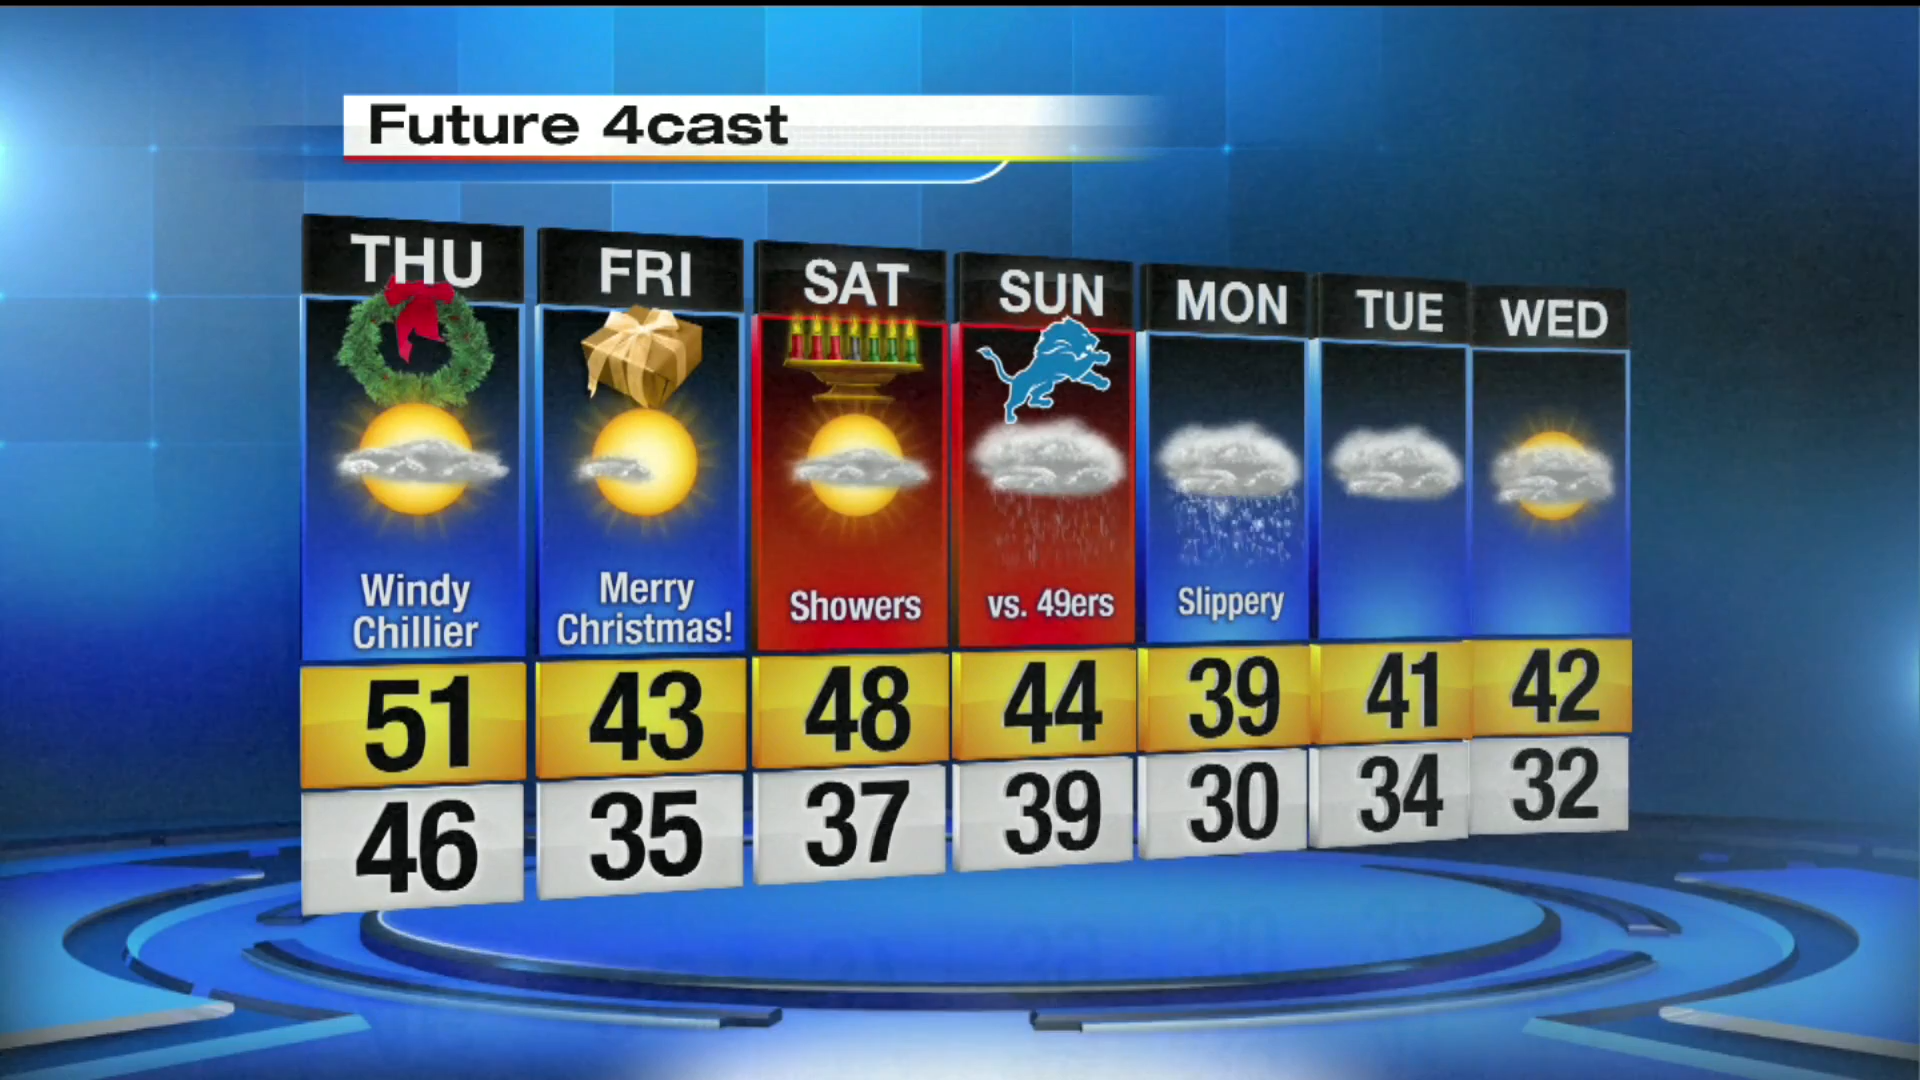 Future 4cast
THU
FRI
SAT
SUN
MON
TUE
WED
Windy
Chillier
Merry
Christmas!
Showers
vs. 49ers
Slippery
51
43
48
44
39
41
42
46
35
37
39
30
34
32